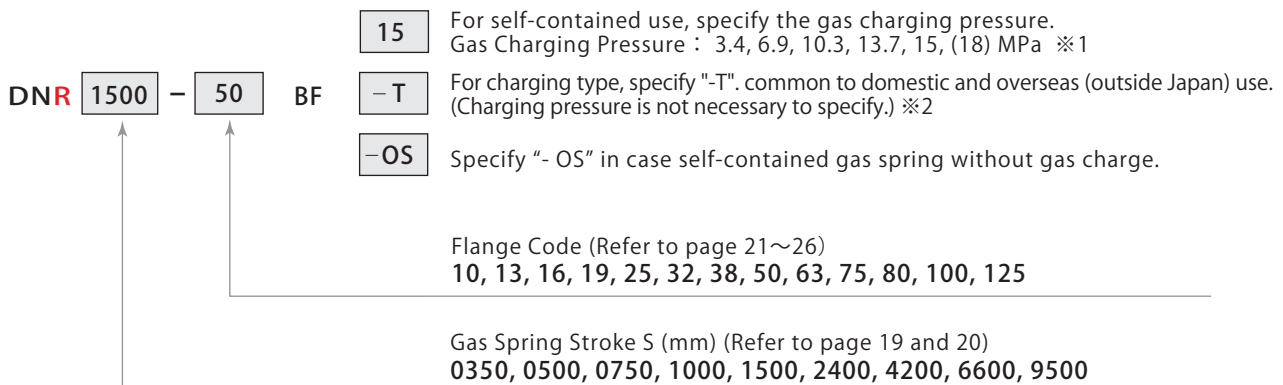 15 For self-contained use, specify the gas charging pressure.
Gas Charging Pressure： 3.4, 6.9, 10.3, 13.7, 15, (18) MPa ※1
DNR 1500 – 50 BF –T For charging type, specify "-T". common to domestic and overseas (outside Japan) use.
(Charging pressure is not necessary to specify.) ※2
–OS Specify “- OS” in case self-contained gas spring without gas charge.
Flange Code (Refer to page 21～26)
10, 13, 16, 19, 25, 32, 38, 50, 63, 75, 80, 100, 125
Gas Spring Stroke S (mm) (Refer to page 19 and 20)
0350, 0500, 0750, 1000, 1500, 2400, 4200, 6600, 9500